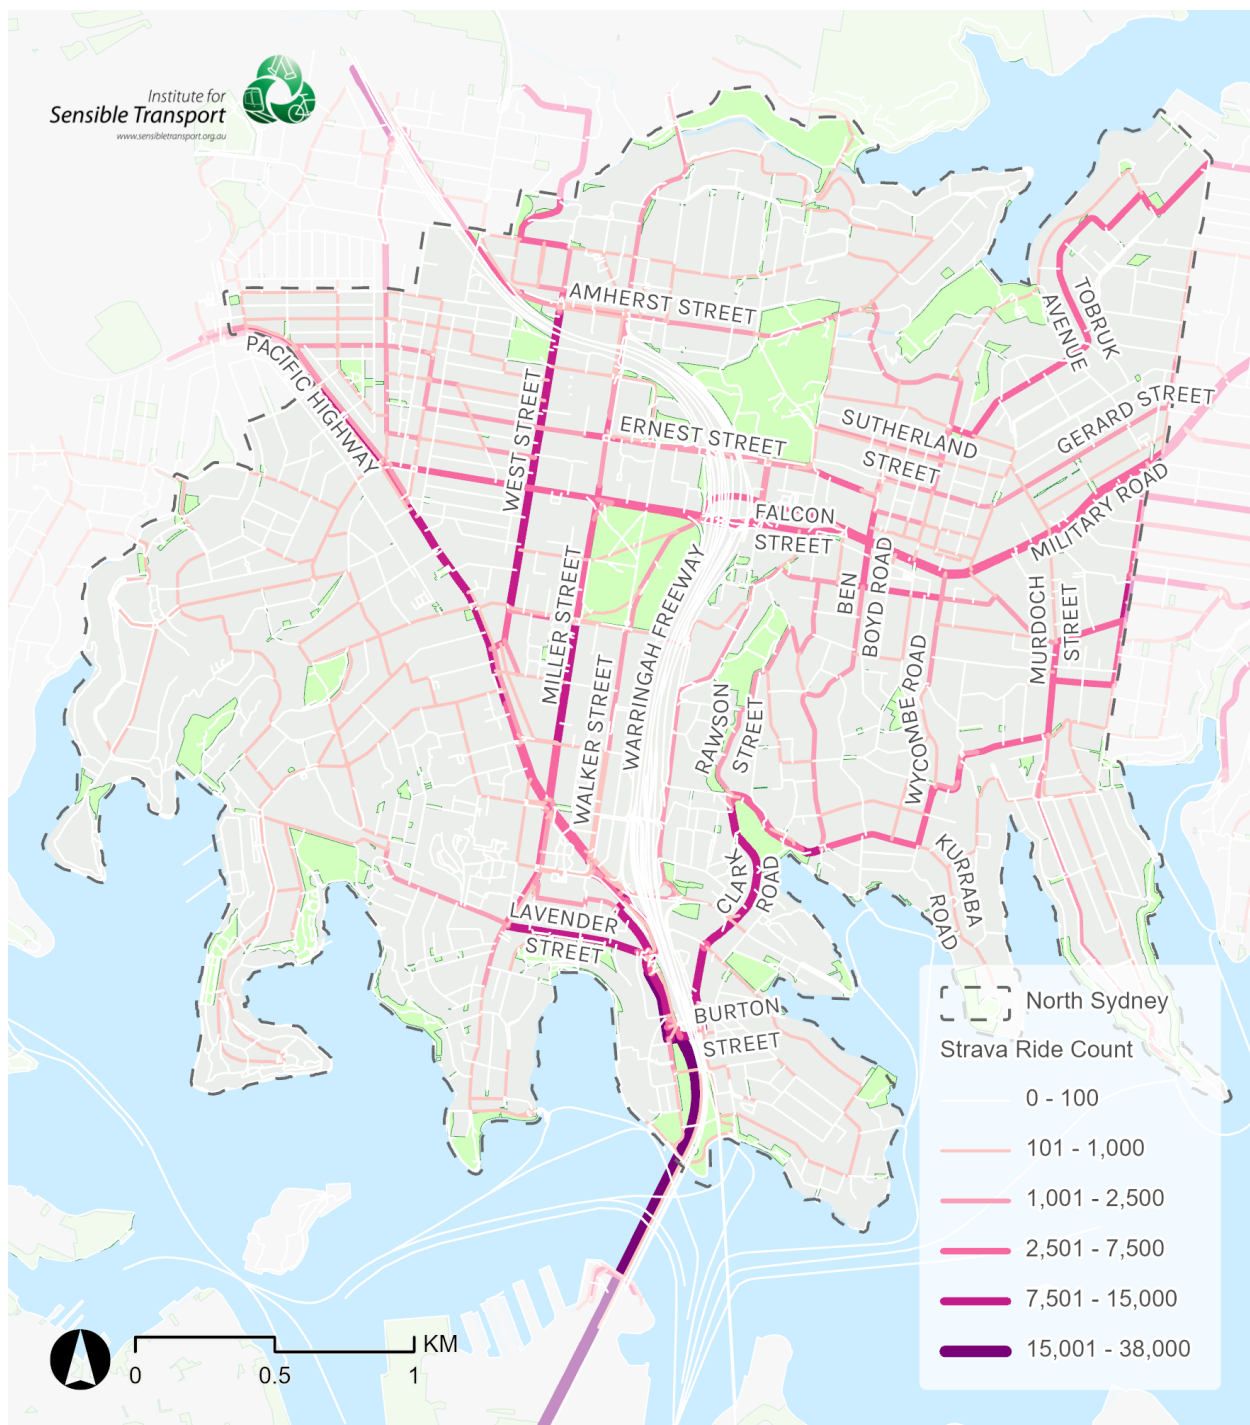 Institute for
Sensible Transport
www.sensibletransport.org.au
AMHERST STREET
TOBRUK
AVENUE
PACIFIC HIGHWAY
WEST STREET
ERNEST STREET
SUTHERLAND
STREET
GERARD STREET
MILITARY ROAD
FALCON
STREET
MILLER STREET
WARRINGAH FREEWAY
BEN
BOYD ROAD
MURDOCH
STREET
WALKER STREET
RAWSON
STREET
WYCOMBE ROAD
CLARK
ROAD
KURRABA
ROAD
LAVENDER
STREET
BURTON
STREET
North Sydney
Strava Ride Count
0 - 100
101 - 1,000
1,001 - 2,500
2,501 - 7,500
7,501 - 15,000
15,001 - 38,000
KM
0 0.5 1